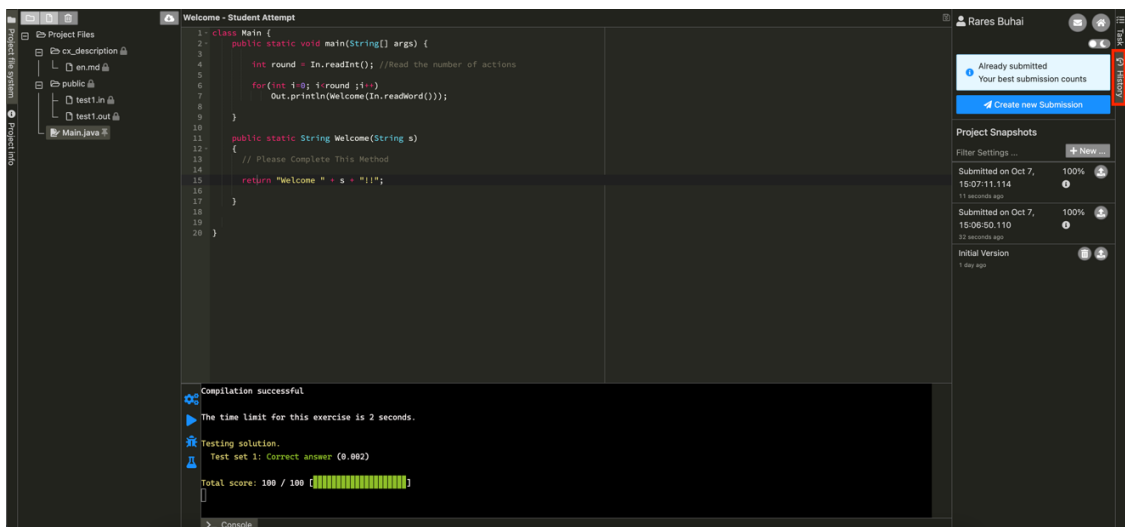 Project file system
Project info
Project Files
cx_description
en.md
public
test1.in
test1.out
Main.java
Welcome - Student Attempt
1 class Main {
2 public static void main(String[] args) {
3
4 int round = In.readInt(); //Read the number of actions
5
6 for(int i=0; i<round ;i++)
7 Out.println(Welcome(In.readWord()));
8
9 }
10
11 public static String Welcome(String s)
12 {
13 // Please Complete This Method
14
15 return "Welcome " + s + "!!";
16
17 }
18
19
20 }
Compilation successful
The time limit for this exercise is 2 seconds.
Testing solution.
Test set 1: Correct answer (0.002)
Total score: 100 / 100 [ ]
> Console
Rares Buhai
Already submitted
Your best submission counts
Create new Submission
Project Snapshots
Filter Settings ...
+ New ...
Submitted on Oct 7, 100%
15:07:11.114
11 seconds ago
Submitted on Oct 7, 100%
15:06:50.110
32 seconds ago
Initial Version
1 day ago
Task
History